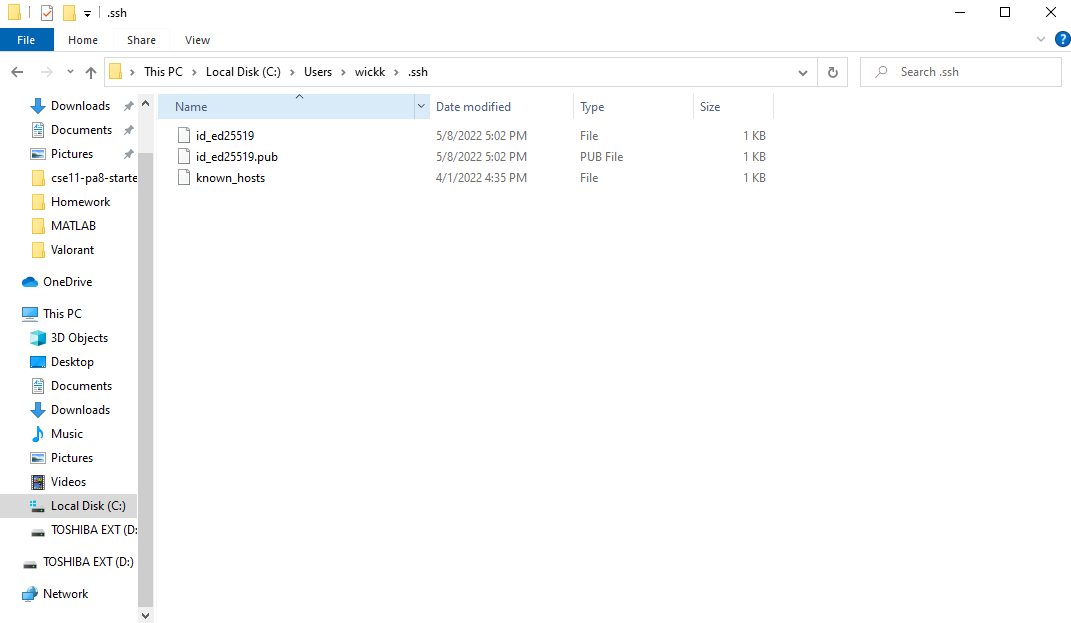 .ssh
File Home Share View
This PC Local Disk (C:) Users wickk .ssh Search .ssh
Name Date modified Type Size
id_ed25519 5/8/2022 5:02 PM File 1 KB
id_ed25519.pub 5/8/2022 5:02 PM PUB File 1 KB
known_hosts 4/1/2022 4:35 PM File 1 KB
Downloads
Documents
Pictures
cse11-pa8-starte
Homework
MATLAB
Valorant
OneDrive
This PC
3D Objects
Desktop
Documents
Downloads
Music
Pictures
Videos
Local Disk (C:)
TOSHIBA EXT (D:
TOSHIBA EXT (D:)
Network